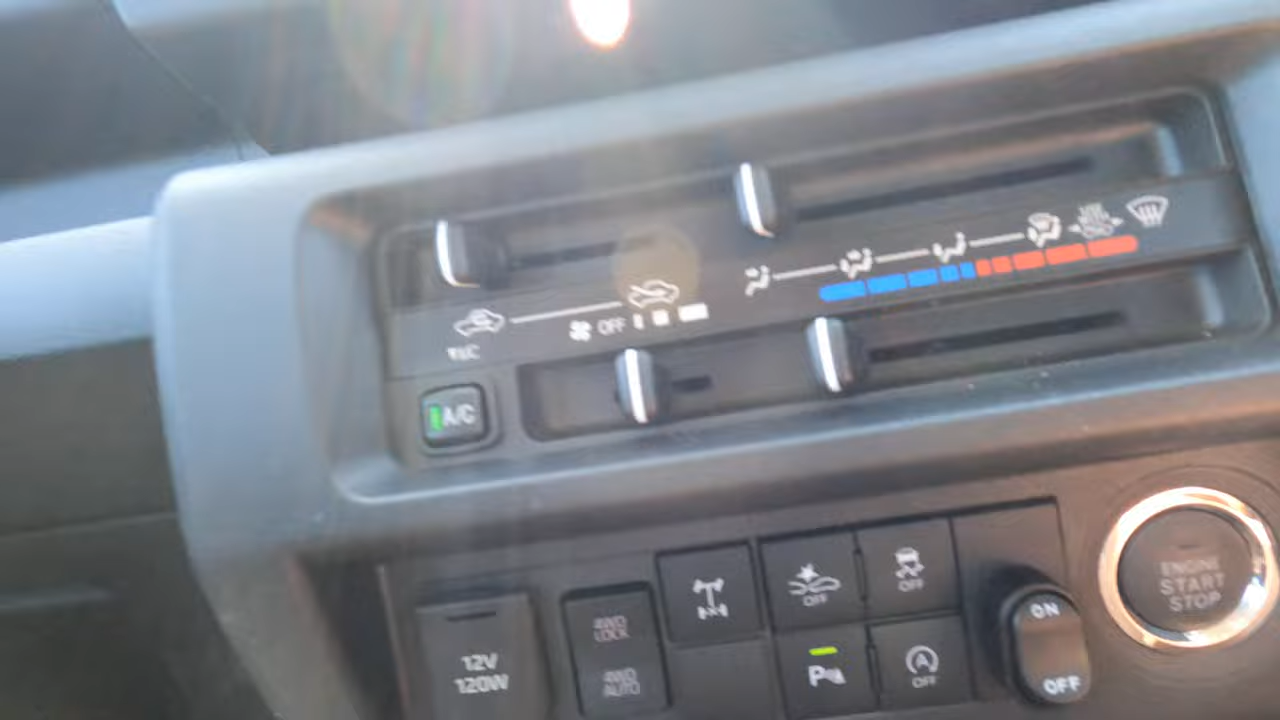 OFF
A/C
12V
120W
4WD
LOCK
4WD
AUTO
OFF
OFF
P
OFF
ON
OFF
ENGINE
START
STOP